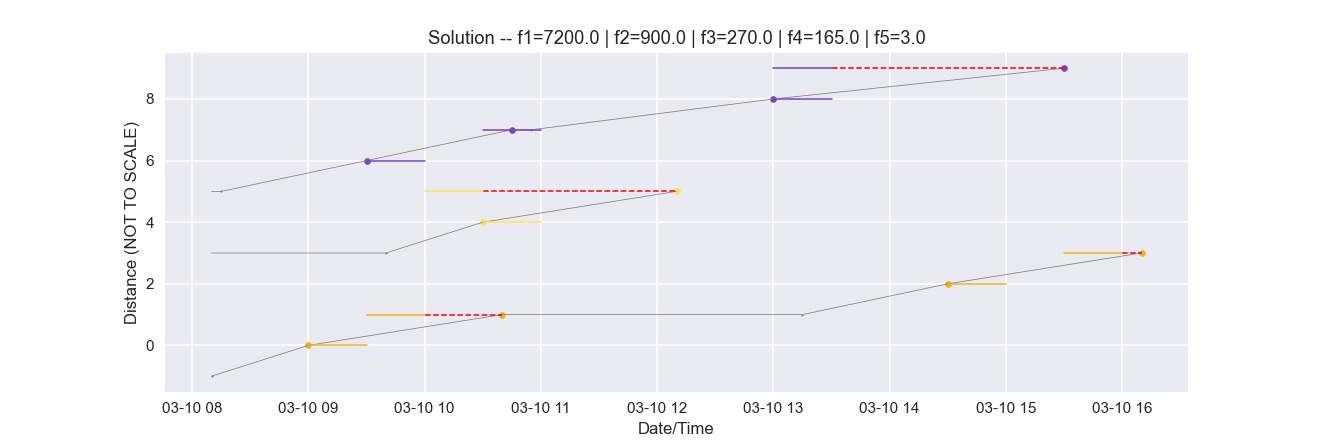 Solution -- f1=7200.0 | f2=900.0 | f3=270.0 | f4=165.0 | f5=3.0
Distance (NOT TO SCALE)
8
6
4
2
0
03-10 08 03-10 09 03-10 10 03-10 11 03-10 12 03-10 13 03-10 14 03-10 15 03-10 16
Date/Time